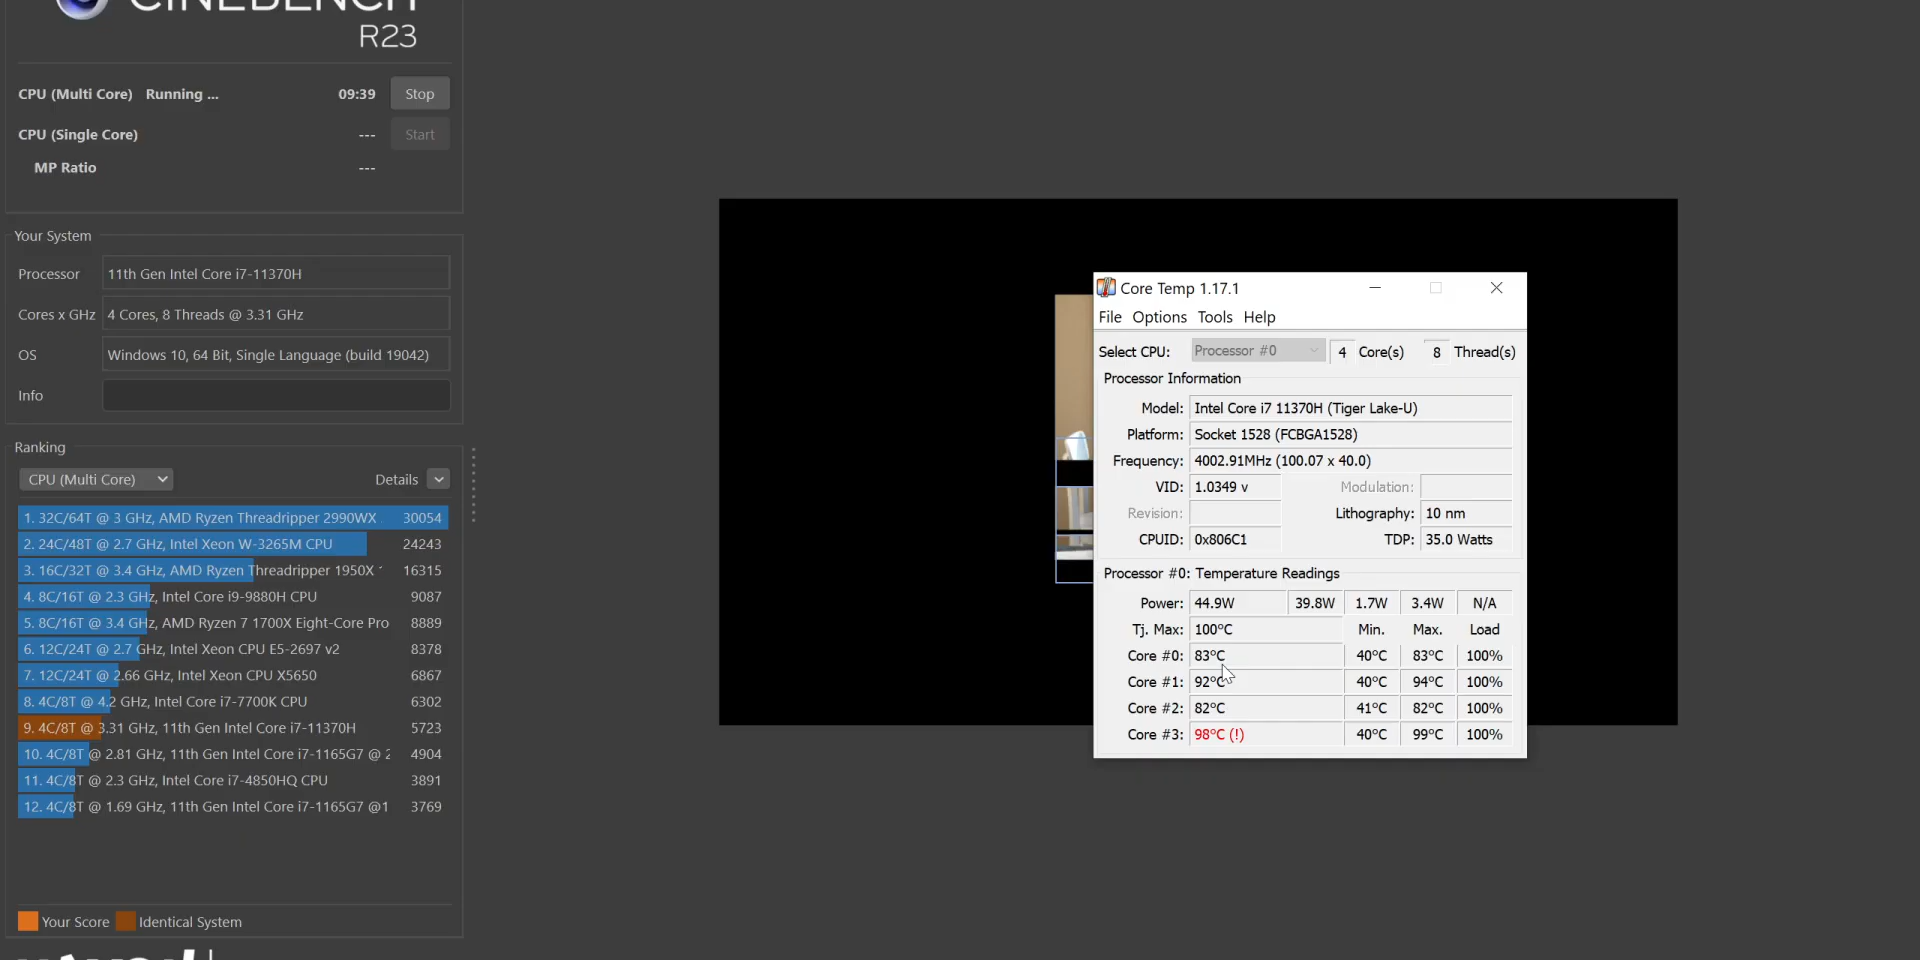 CINEBENCH
R23
CPU (Multi Core) Running ... 09:39 Stop
CPU (Single Core) --- Start
MP Ratio ---
Your System
Processor 11th Gen Intel Core i7-11370H
Cores x GHz 4 Cores, 8 Threads @ 3.31 GHz
OS Windows 10, 64 Bit, Single Language (build 19042)
Info
Ranking
CPU (Multi Core) Details
1. 32C/64T @ 3 GHz, AMD Ryzen Threadripper 2990WX 30054
2. 24C/48T @ 2.7 GHz, Intel Xeon W-3265M CPU 24243
3. 16C/32T @ 3.4 GHz, AMD Ryzen Threadripper 1950X 16315
4. 8C/16T @ 2.3 GHz, Intel Core i9-9880H CPU 9087
5. 8C/16T @ 3.4 GHz, AMD Ryzen 7 1700X Eight-Core Pro 8889
6. 12C/24T @ 2.7 GHz, Intel Xeon CPU E5-2697 v2 8378
7. 12C/24T @ 2.66 GHz, Intel Xeon CPU X5650 6867
8. 4C/8T @ 4.2 GHz, Intel Core i7-7700K CPU 6302
9. 4C/8T @ 3.31 GHz, 11th Gen Intel Core i7-11370H 5723
10. 4C/8T @ 2.81 GHz, 11th Gen Intel Core i7-1165G7 @ 2 4904
11. 4C/8T @ 2.3 GHz, Intel Core i7-4850HQ CPU 3891
12. 4C/8T @ 1.69 GHz, 11th Gen Intel Core i7-1165G7 @1 3769
Your Score Identical System
Core Temp 1.17.1
File Options Tools Help
Select CPU: Processor #0 4 Core(s) 8 Thread(s)
Processor Information
Model: Intel Core i7 11370H (Tiger Lake-U)
Platform: Socket 1528 (FCBGA1528)
Frequency: 4002.91MHz (100.07 x 40.0)
VID: 1.0349 v Modulation:
Revision: Lithography: 10 nm
CPUID: 0x806C1 TDP: 35.0 Watts
Processor #0: Temperature Readings
Power: 44.9W 39.8W 1.7W 3.4W N/A
Tj. Max: 100°C Min. Max. Load
Core #0: 83°C 40°C 83°C 100%
Core #1: 92°C 40°C 94°C 100%
Core #2: 82°C 41°C 82°C 100%
Core #3: 98°C (!) 40°C 99°C 100%